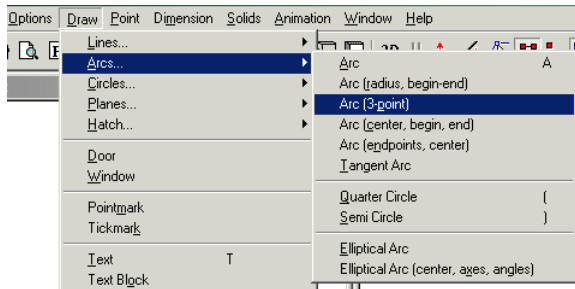 Options Draw Point Dimension Solids Animation Window Help
Lines...
Arcs...
Circles...
Planes...
Hatch...
Door
Window
Pointmark
Tickmark
Text T
Text Block
Arc A
Arc (radius, begin-end)
Arc (3-point)
Arc (center, begin, end)
Arc (endpoints, center)
Tangent Arc
Quarter Circle (
Semi Circle )
Elliptical Arc
Elliptical Arc (center, axes, angles)